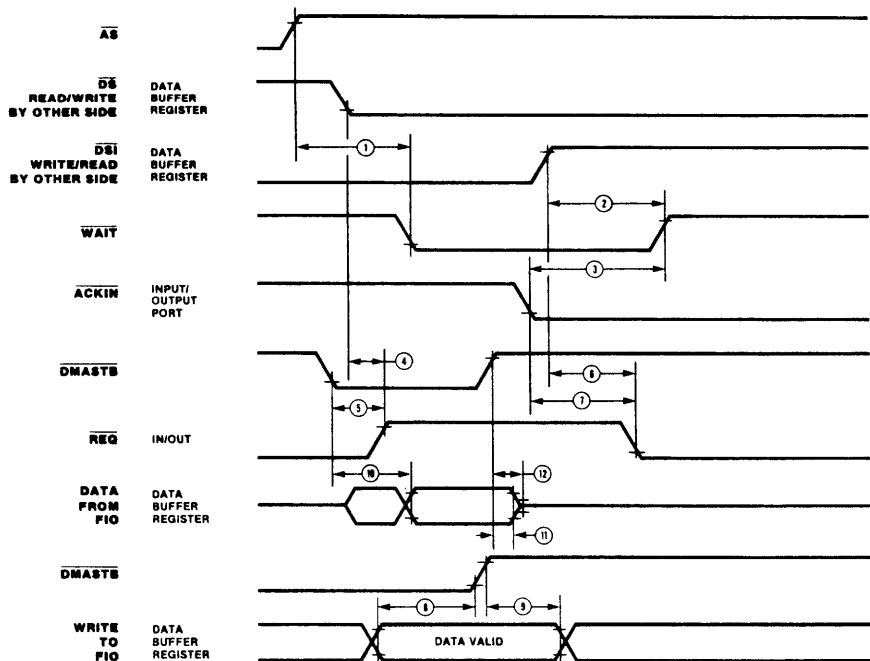 AS
DS DATA
READ/WRITE BUFFER
BY OTHER SIDE REGISTER
1
DSI DATA
WRITE/READ BUFFER
BY OTHER SIDE REGISTER
2
WAIT
3
ACKIN INPUT/
OUTPUT
PORT
4
DMASTB
6
5
7
REQ IN/OUT
10
12
DATA DATA
FROM BUFFER
FIO REGISTER
11
DMASTB
8
9
WRITE DATA
TO BUFFER DATA VALID
FIO REGISTER